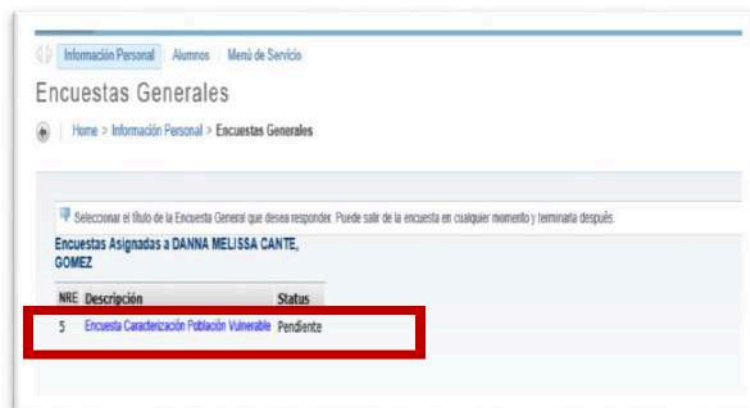 Información Personal Alumnos Menú de Servicio
Encuestas Generales
Home > Información Personal > Encuestas Generales
Seleccionar el título de la Encuesta General que desea responder. Puede salir de la encuesta en cualquier momento y terminarla después.
Encuestas Asignadas a DANNA MELISSA CANTE,
GOMEZ
NRE Descripción Status
5 Encuesta Caracterización Población Vulnerable Pendiente